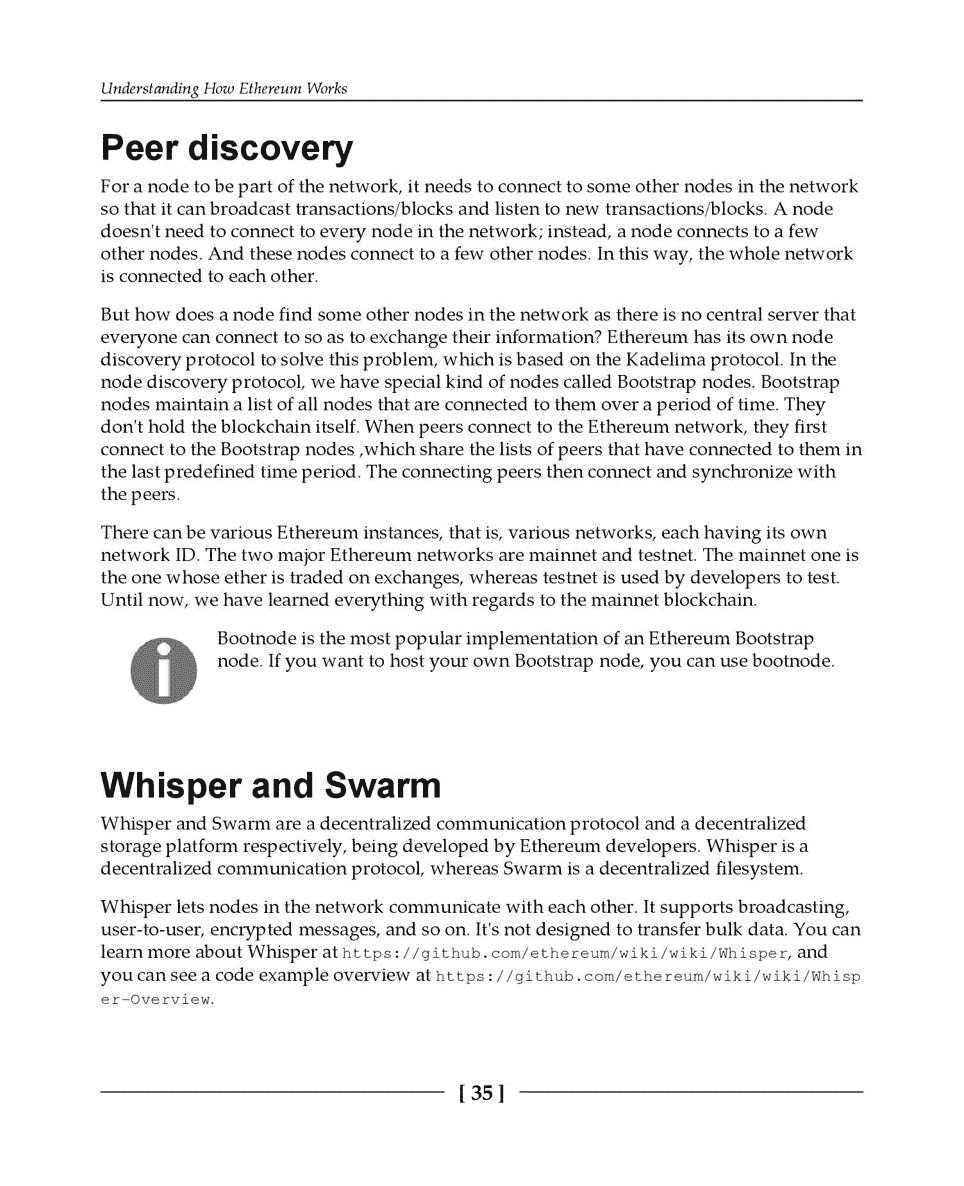 Understanding How Ethereum Works
Peer discovery
For a node to be part of the network, it needs to connect to some other nodes in the network
so that it can broadcast transactions/blocks and listen to new transactions/blocks. A node
doesn't need to connect to every node in the network; instead, a node connects to a few
other nodes. And these nodes connect to a few other nodes. In this way, the whole network
is connected to each other.
But how does a node find some other nodes in the network as there is no central server that
everyone can connect to so as to exchange their information? Ethereum has its own node
discovery protocol to solve this problem, which is based on the Kadelima protocol. In the
node discovery protocol, we have special kind of nodes called Bootstrap nodes. Bootstrap
nodes maintain a list of all nodes that are connected to them over a period of time. They
don't hold the blockchain itself. When peers connect to the Ethereum network, they first
connect to the Bootstrap nodes ,which share the lists of peers that have connected to them in
the last predefined time period. The connecting peers then connect and synchronize with
the peers.
There can be various Ethereum instances, that is, various networks, each having its own
network ID. The two major Ethereum networks are mainnet and testnet. The mainnet one is
the one whose ether is traded on exchanges, whereas testnet is used by developers to test.
Until now, we have learned everything with regards to the mainnet blockchain.
Bootnode is the most popular implementation of an Ethereum Bootstrap
node. If you want to host your own Bootstrap node, you can use bootnode.
Whisper and Swarm
Whisper and Swarm are a decentralized communication protocol and a decentralized
storage platform respectively, being developed by Ethereum developers. Whisper is a
decentralized communication protocol, whereas Swarm is a decentralized filesystem.
Whisper lets nodes in the network communicate with each other. It supports broadcasting,
user-to-user, encrypted messages, and so on. It's not designed to transfer bulk data. You can
learn more about Whisper at https://github.com/ethereum/wiki/wiki/Whisper, and
you can see a code example overview at https://github.com/ethereum/wiki/wiki/Whisp
er-Overview.
[ 35 ]